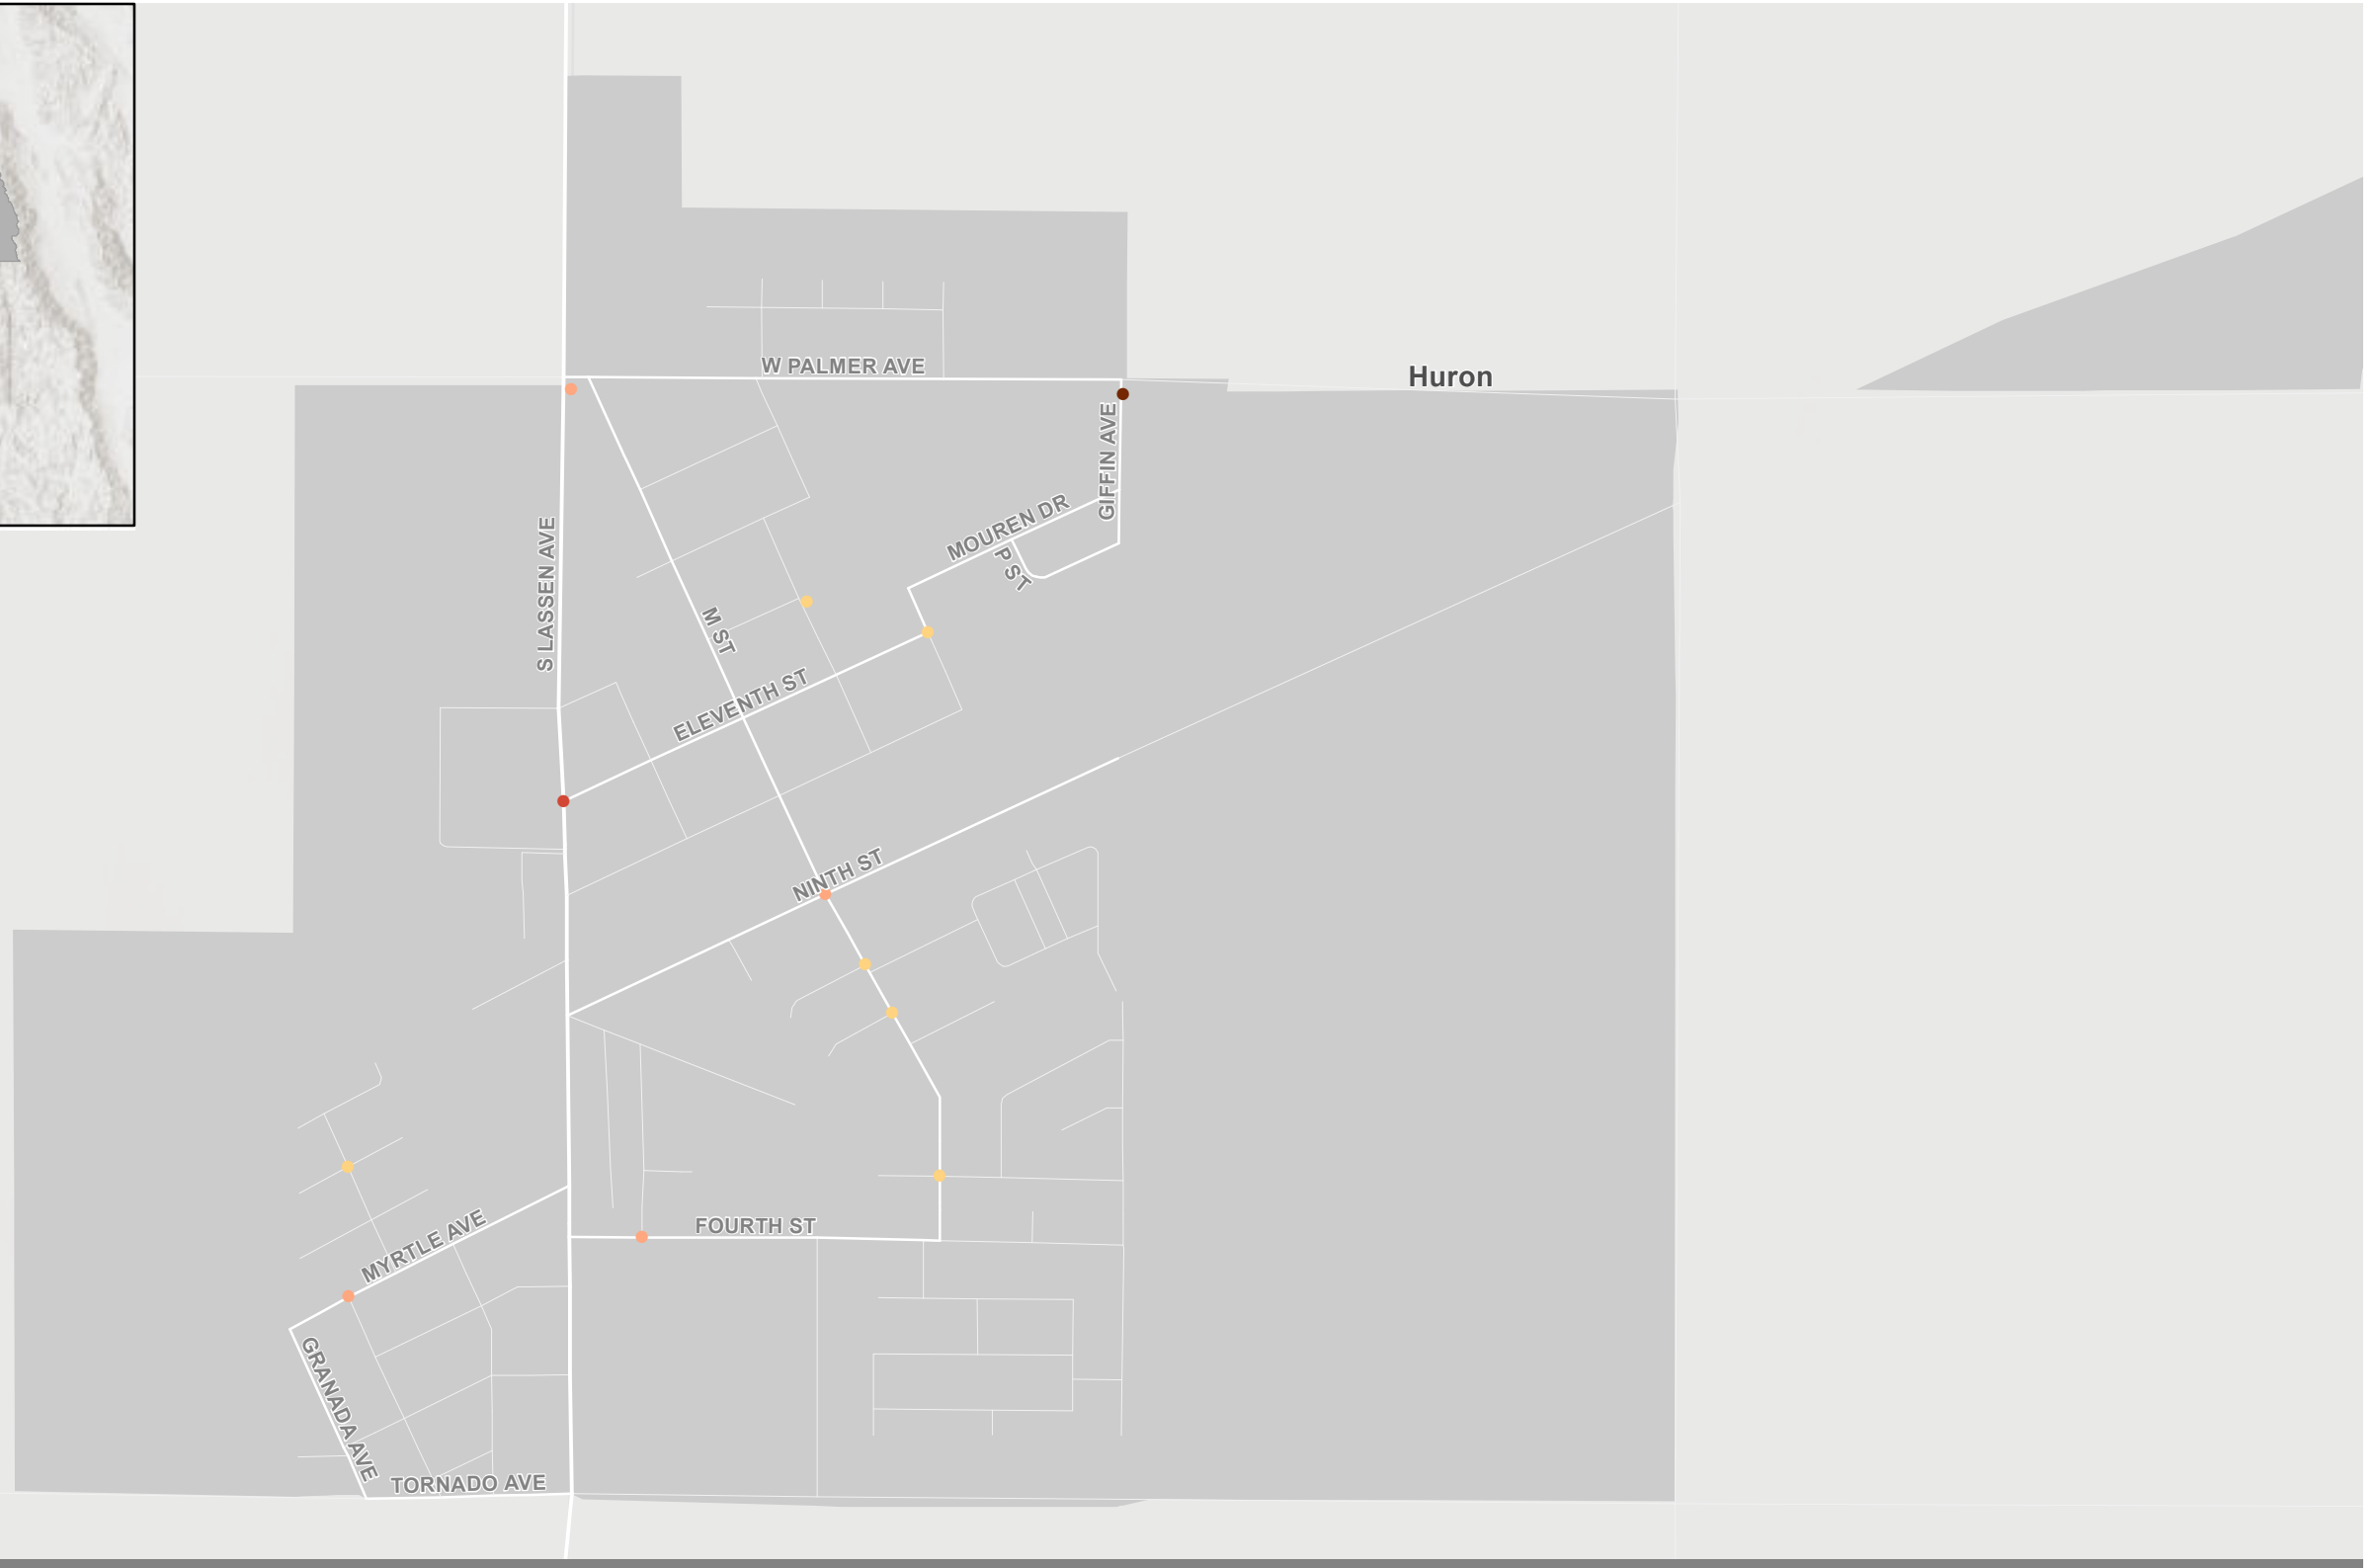 W PALMER AVE
Huron
GIFFIN AVE
MOUREN DR
P ST
S LASSEN AVE
M ST
ELEVENTH ST
NINTH ST
FOURTH ST
MYRTLE AVE
GRANADA AVE
TORNADO AVE